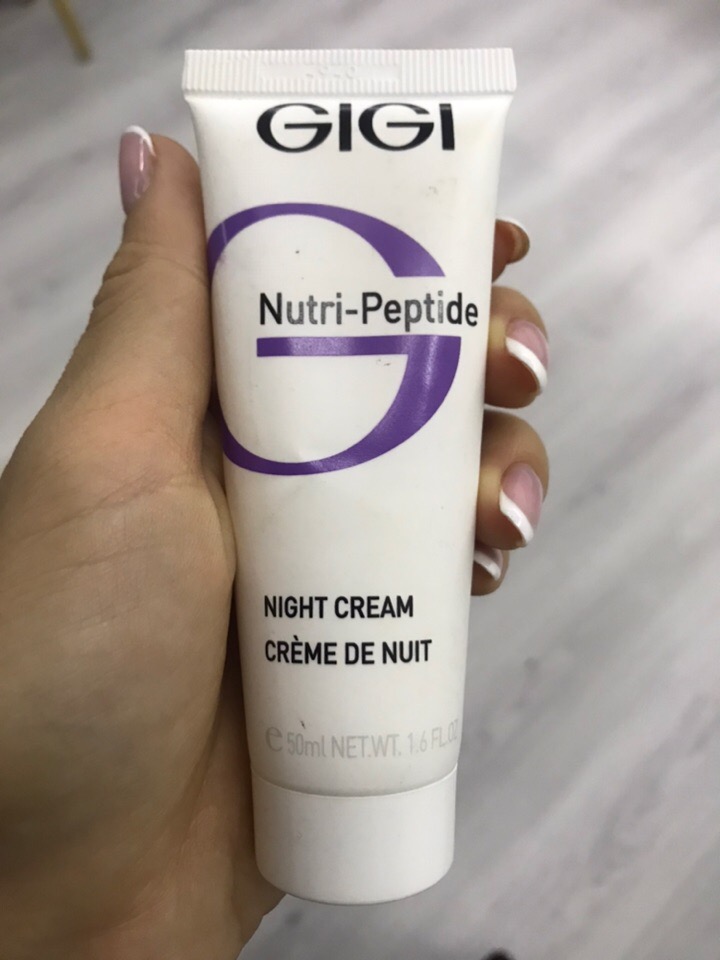 GIGI
Nutri-Peptide
NIGHT CREAM
CRÈME DE NUIT
℮ 50ml NET.WT. 1.6 FL.OZ